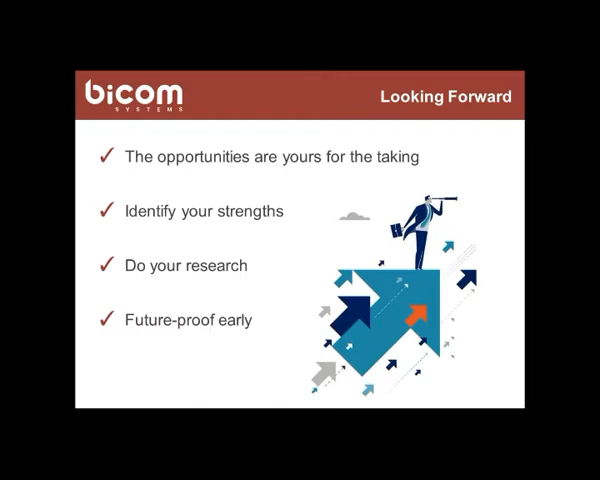 bicom
SYSTEMS
Looking Forward
✓ The opportunities are yours for the taking
✓ Identify your strengths
✓ Do your research
✓ Future-proof early